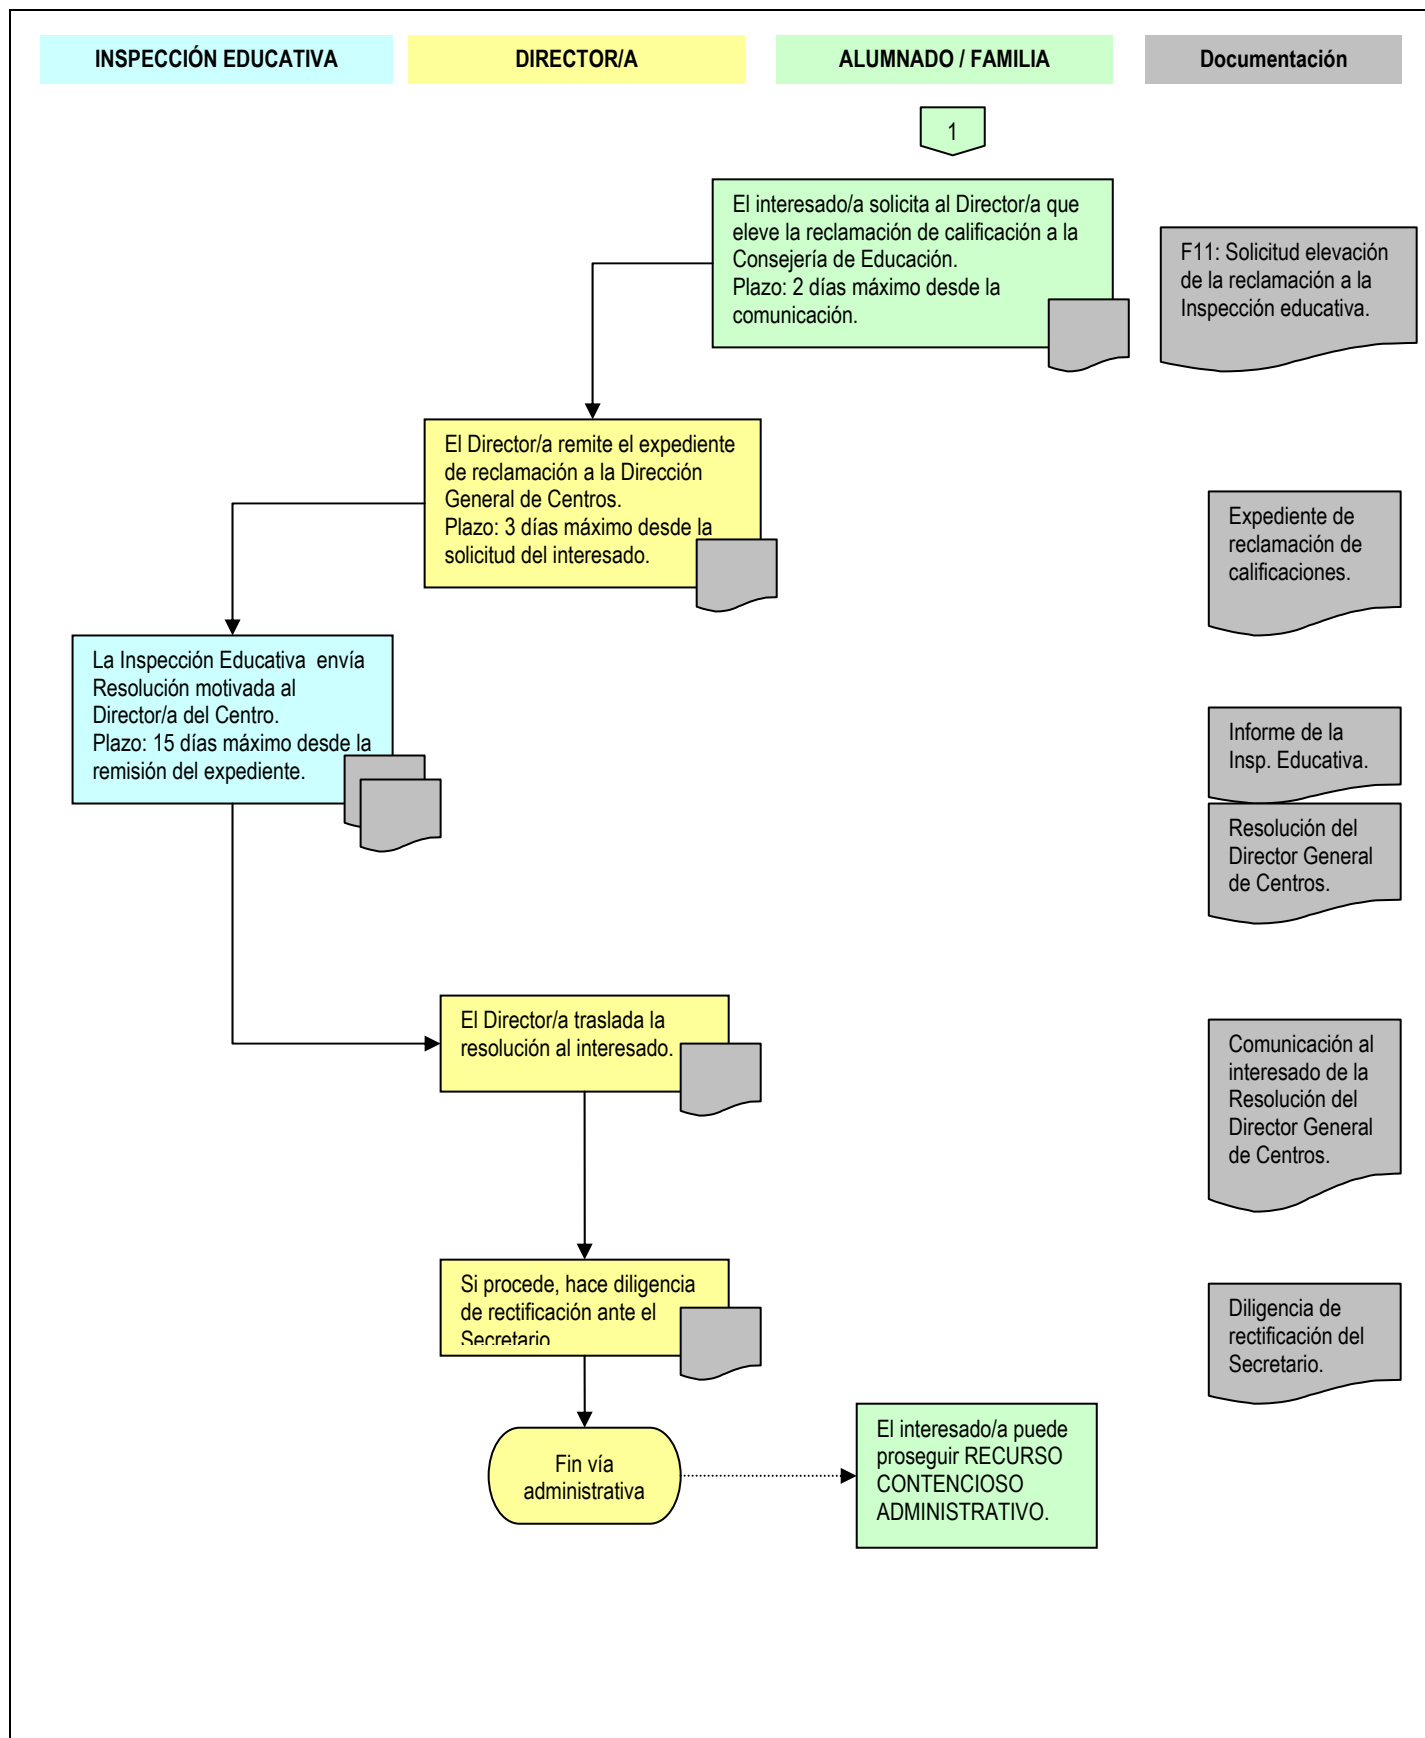 INSPECCIÓN EDUCATIVA
DIRECTOR/A
ALUMNADO / FAMILIA
Documentación
1
El interesado/a solicita al Director/a que
eleve la reclamación de calificación a la
Consejería de Educación.
Plazo: 2 días máximo desde la
comunicación.
F11: Solicitud elevación
de la reclamación a la
Inspección educativa.
El Director/a remite el expediente
de reclamación a la Dirección
General de Centros.
Plazo: 3 días máximo desde la
solicitud del interesado.
Expediente de
reclamación de
calificaciones.
La Inspección Educativa  envía
Resolución motivada al
Director/a del Centro.
Plazo: 15 días máximo desde la
remisión del expediente.
Informe de la
Insp. Educativa.
Resolución del
Director General
de Centros.
El Director/a traslada la
resolución al interesado.
Comunicación al
interesado de la
Resolución del
Director General
de Centros.
Si procede, hace diligencia
de rectificación ante el
Secretario
Diligencia de
rectificación del
Secretario.
Fin vía
administrativa
El interesado/a puede
proseguir RECURSO
CONTENCIOSO
ADMINISTRATIVO.